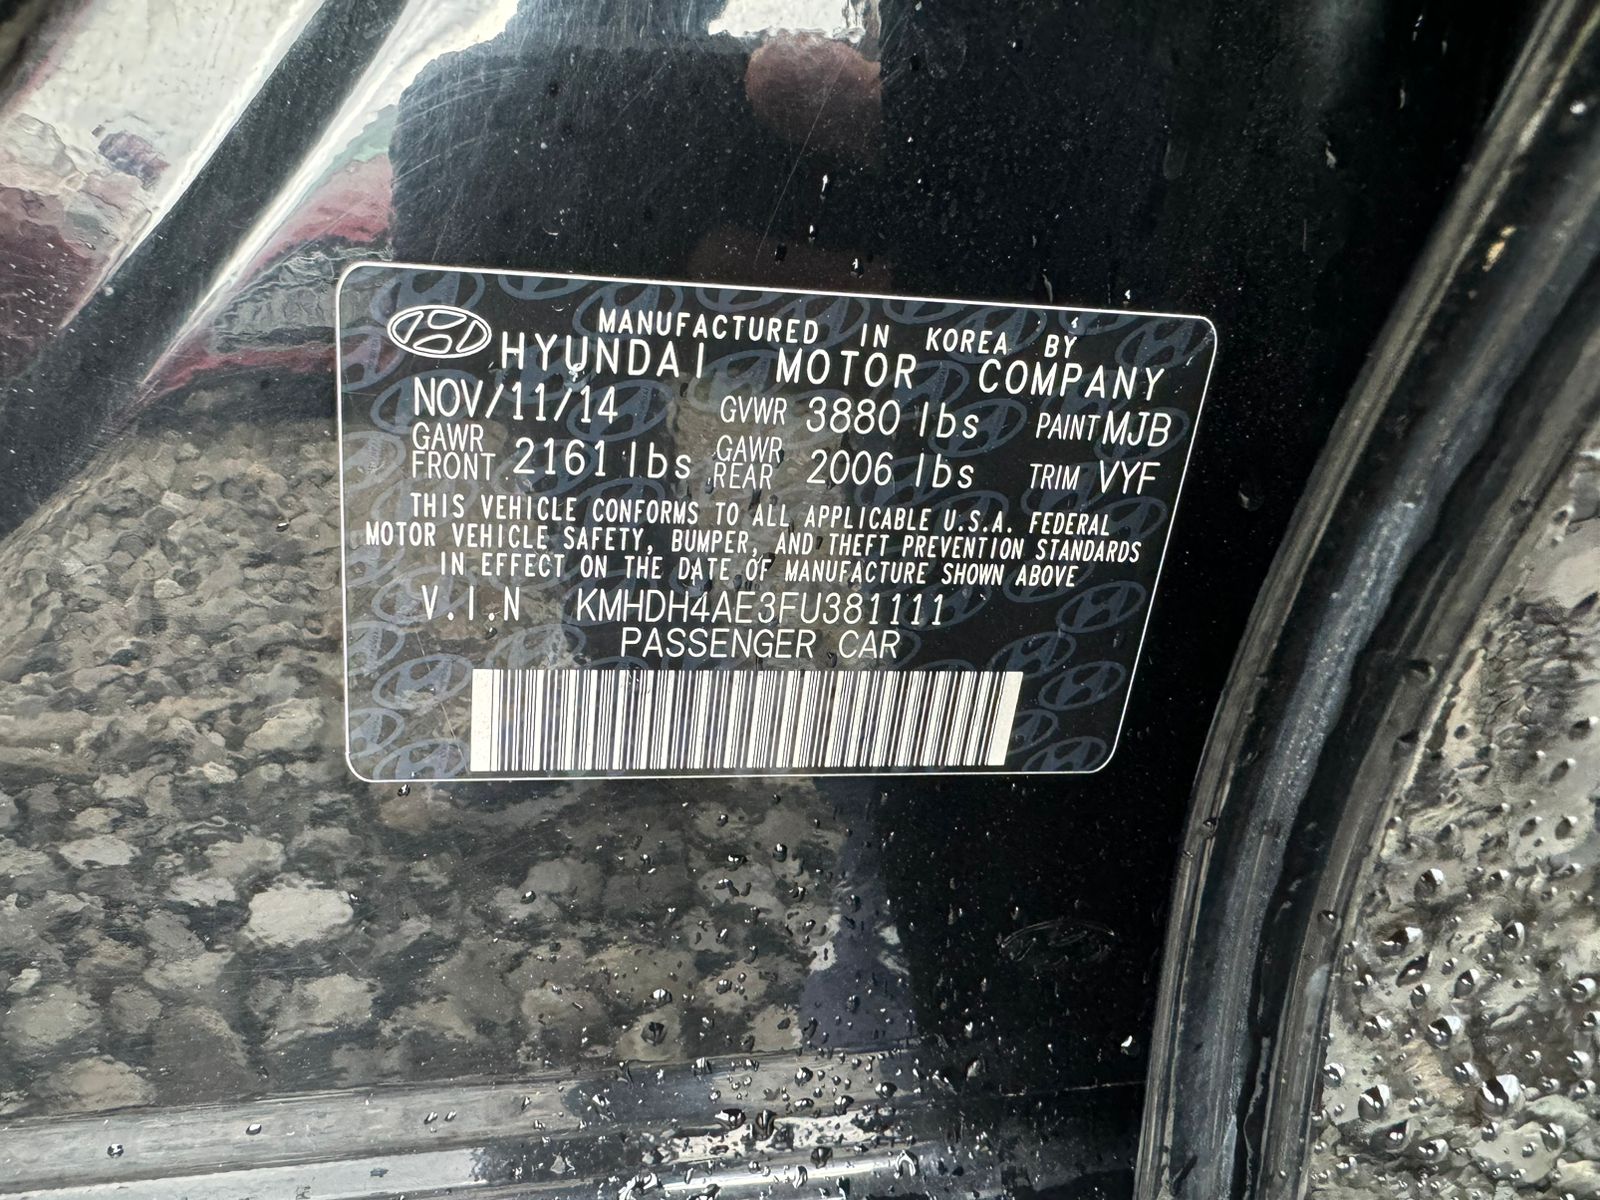 MANUFACTURED IN KOREA BY
HYUNDAI MOTOR COMPANY
NOV/11/14 GVWR 3880 lbs PAINT MJB
GAWR FRONT 2161 lbs GAWR REAR 2006 lbs TRIM VYF
THIS VEHICLE CONFORMS TO ALL APPLICABLE U.S.A. FEDERAL
MOTOR VEHICLE SAFETY, BUMPER, AND THEFT PREVENTION STANDARDS
IN EFFECT ON THE DATE OF MANUFACTURE SHOWN ABOVE
V.I.N KMHDH4AE3FU381111
PASSENGER CAR